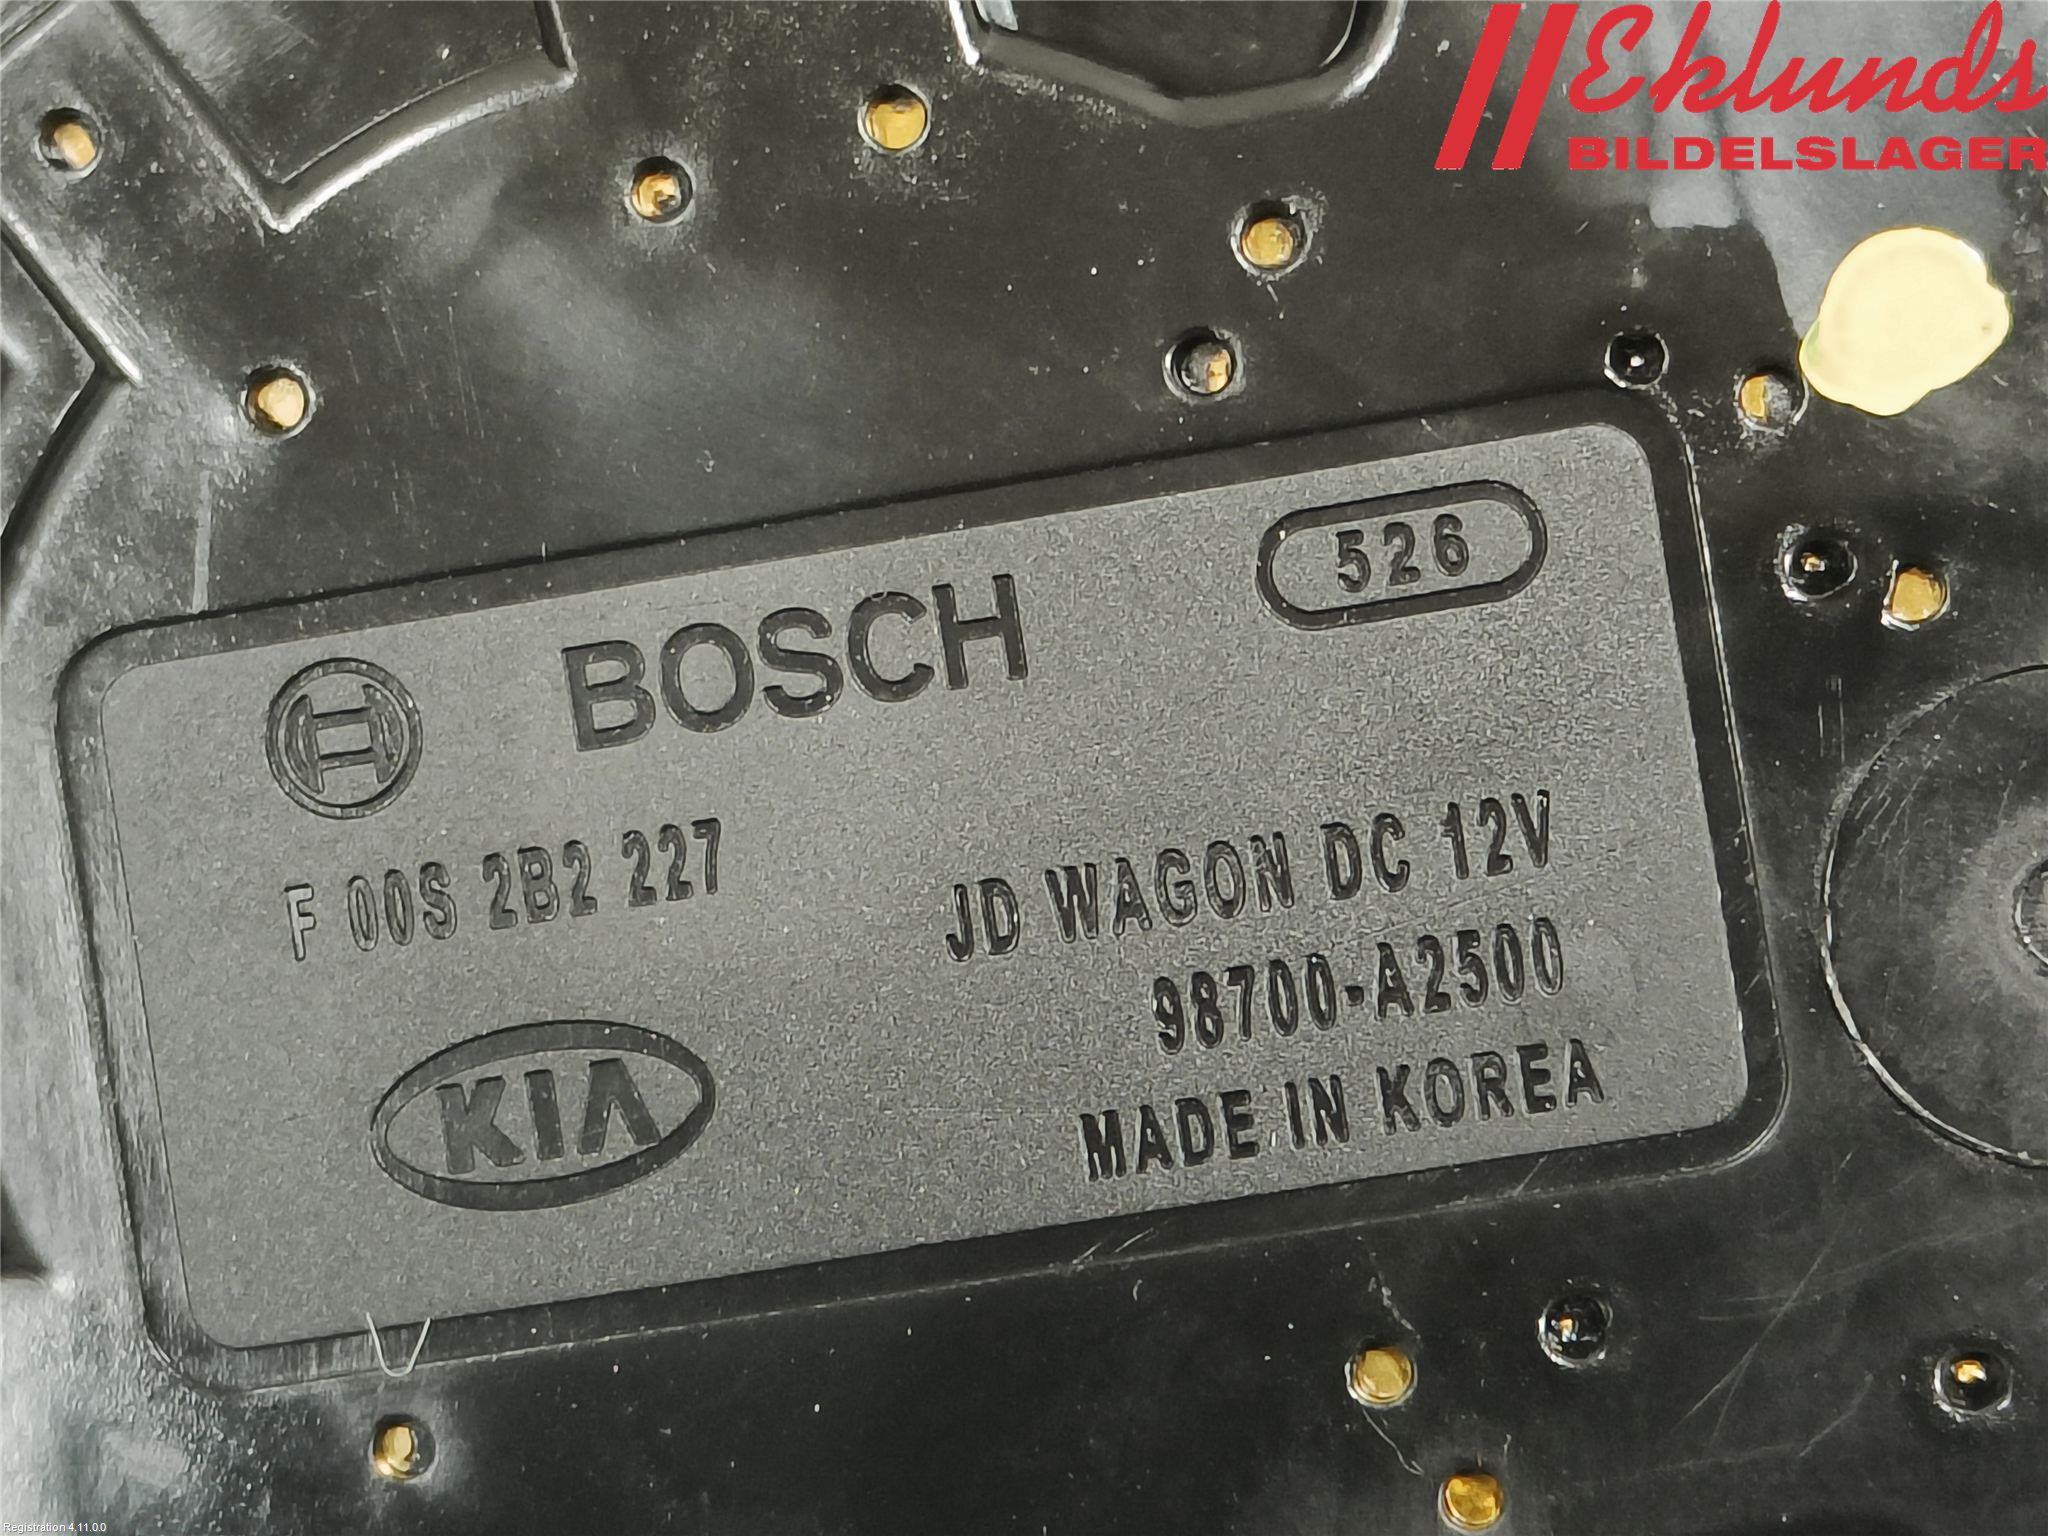 Eklunds
BILDELSLAGER
526
BOSCH
F 00S 2B2 227
JD WAGON DC 12V
98700-A2500
MADE IN KOREA
KIA
Registration 4.11.0.0